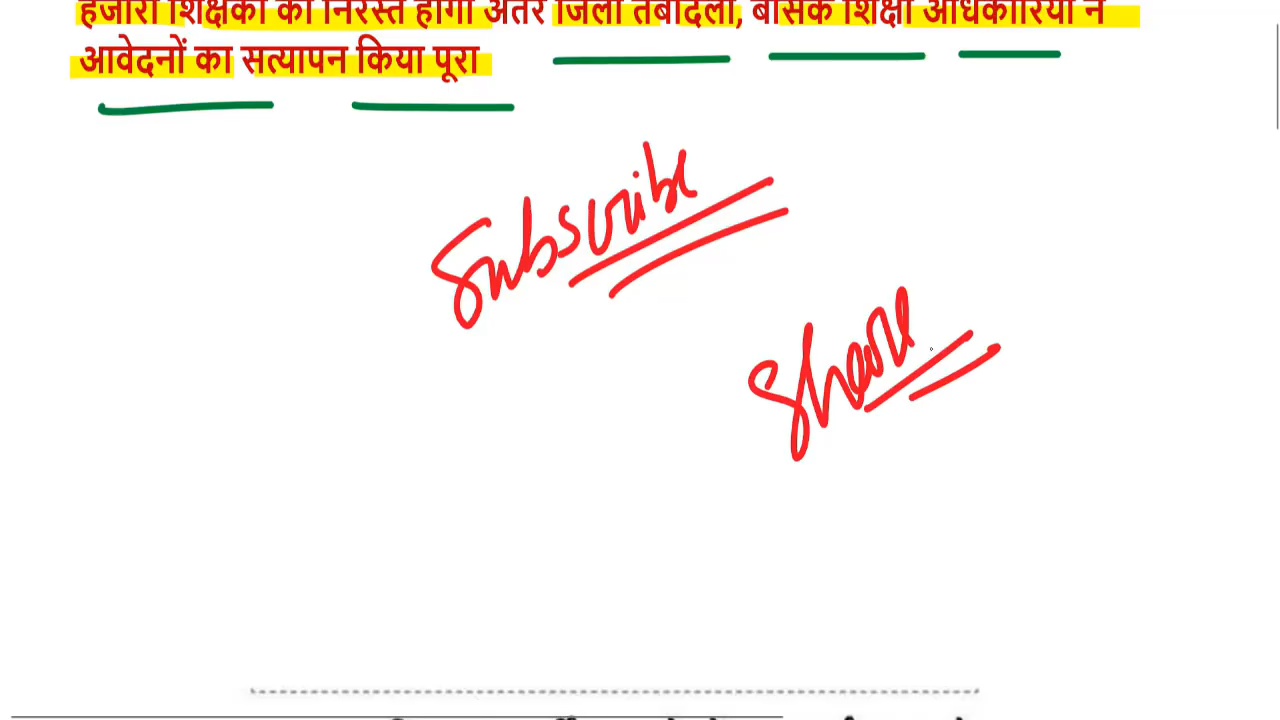 हजारों शिक्षकों का निरस्त होगा अंतर जिला तबादला, बेसिक शिक्षा अधिकारियों ने
आवेदनों का सत्यापन किया पूरा
Subscribe
Share